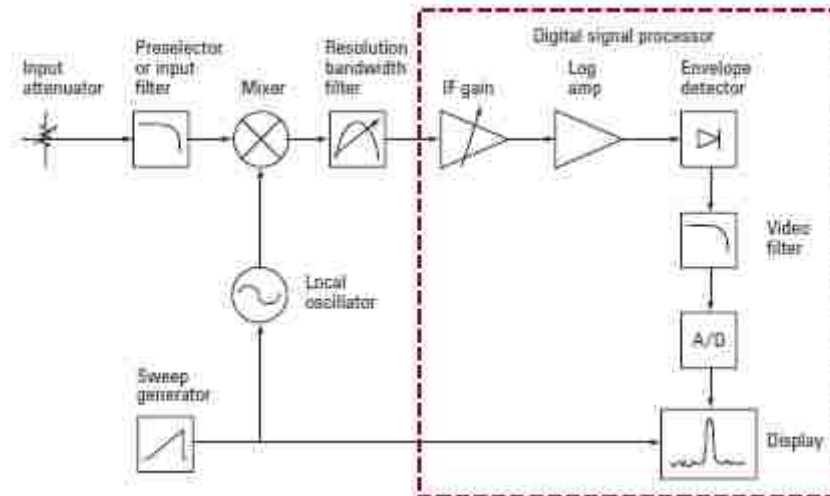 Digital signal processor
Input
attenuator
Preselector
or input
filter
Mixer
Resolution
bandwidth
filter
IF gain
Log
amp
Envelope
detector
Video
filter
Local
oscillator
A/D
Sweep
generator
Display